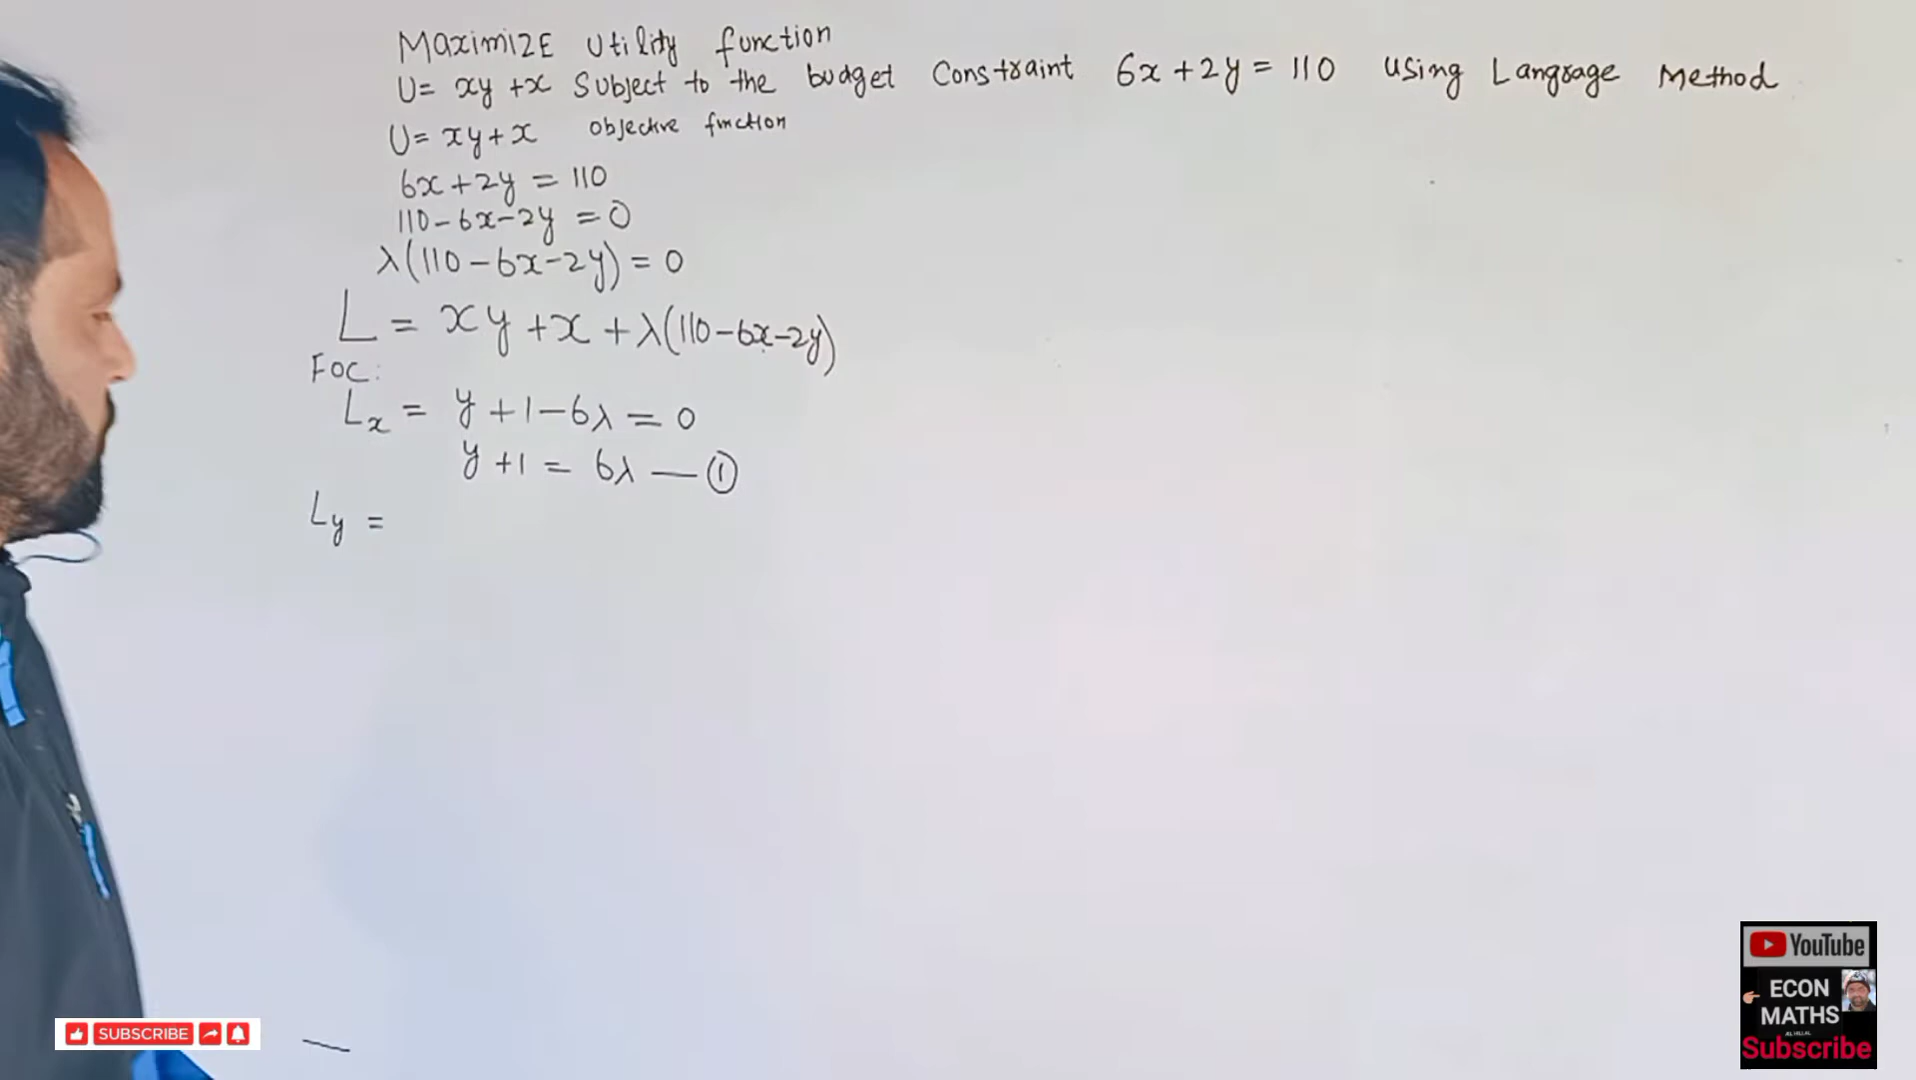 MaximizE Utility function
U= xy +x Subject to the budget Constraint 6x+2y = 110 Using Langrage Method
U= xy+x objective function
6x+2y = 110
110-6x-2y =0
λ(110-6x-2y) = 0
L = xy +x +λ(110-6x-2y)
FOC:
Lx = y +1-6λ = 0
y +1 = 6λ — ①
Ly =
YouTube
ECON
MATHS
Subscribe
SUBSCRIBE